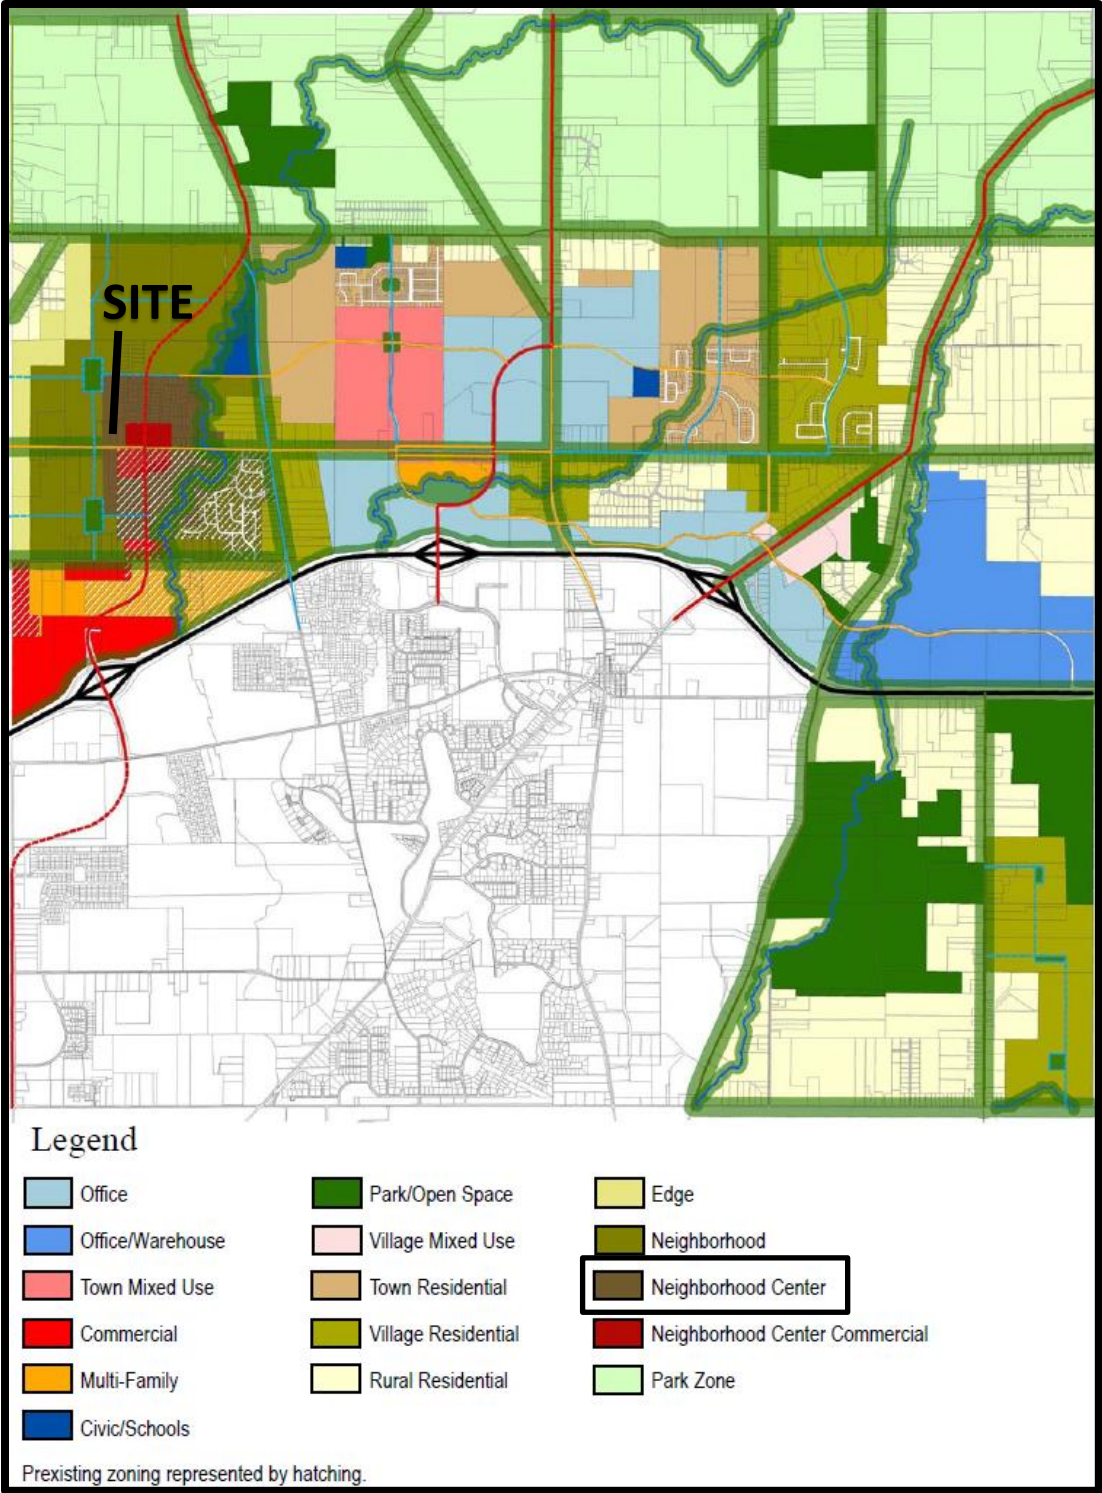 SITE
Legend
Office
Park/Open Space
Edge
Office/Warehouse
Village Mixed Use
Neighborhood
Town Mixed Use
Town Residential
Neighborhood Center
Commercial
Village Residential
Neighborhood Center Commercial
Multi-Family
Rural Residential
Park Zone
Civic/Schools
Prexisting zoning represented by hatching.